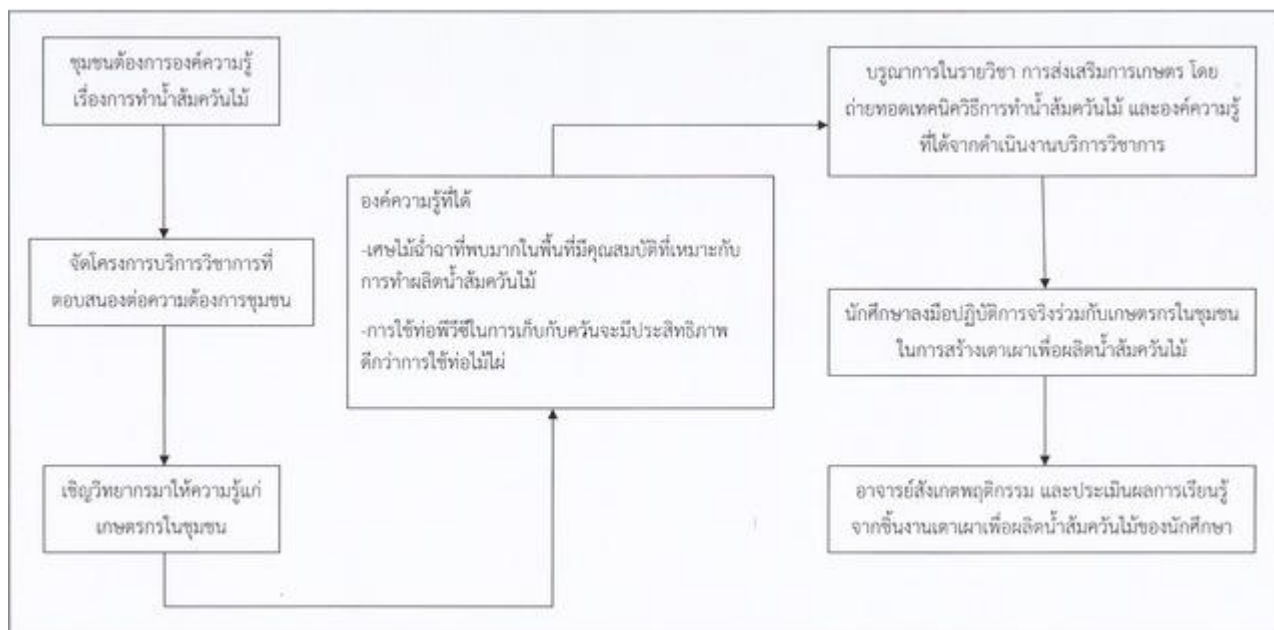 ชุมชนต้องการองค์ความรู้
เรื่องการทำน้ำส้มควันไม้
จัดโครงการบริการวิชาการที่
ตอบสนองต่อความต้องการชุมชน
เชิญวิทยากรมาให้ความรู้แก่
เกษตรกรในชุมชน
องค์ความรู้ที่ได้
-เศษไม้ฉำฉาที่พบมากในพื้นที่มีคุณสมบัติที่เหมาะกับ
การทำผลิตน้ำส้มควันไม้
-การใช้ท่อพีวีซีในการเก็บกับควันจะมีประสิทธิภาพ
ดีกว่าการใช้ท่อไม้ไผ่
บรูณาการในรายวิชา การส่งเสริมการเกษตร โดย
ถ่ายทอดเทคนิควิธีการทำน้ำส้มควันไม้ และองค์ความรู้
ที่ได้จากดำเนินงานบริการวิชาการ
นักศึกษาลงมือปฏิบัติการจริงร่วมกับเกษตรกรในชุมชน
ในการสร้างเตาเผาเพื่อผลิตน้ำส้มควันไม้
อาจารย์สังเกตพฤติกรรม และประเมินผลการเรียนรู้
จากชิ้นงานเตาเผาเพื่อผลิตน้ำส้มควันไม้ของนักศึกษา